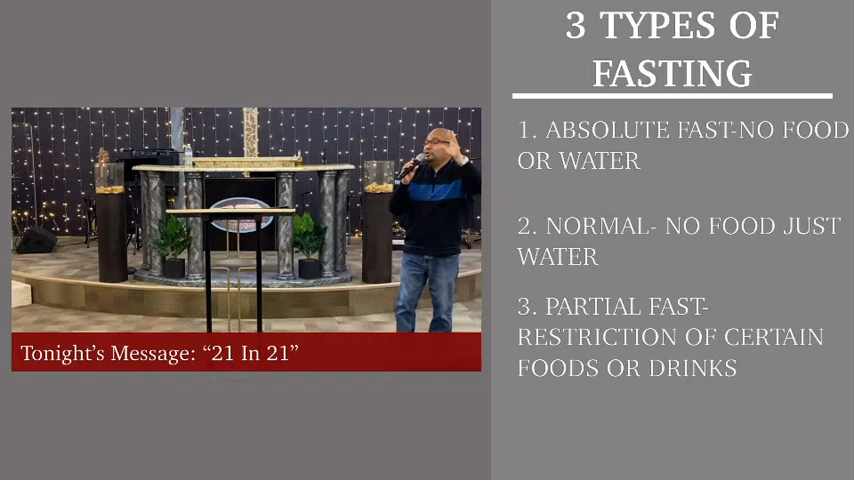 3 TYPES OF
FASTING
1. ABSOLUTE FAST-NO FOOD
OR WATER
2. NORMAL- NO FOOD JUST
WATER
3. PARTIAL FAST-
RESTRICTION OF CERTAIN
FOODS OR DRINKS
Tonight's Message: “21 In 21”